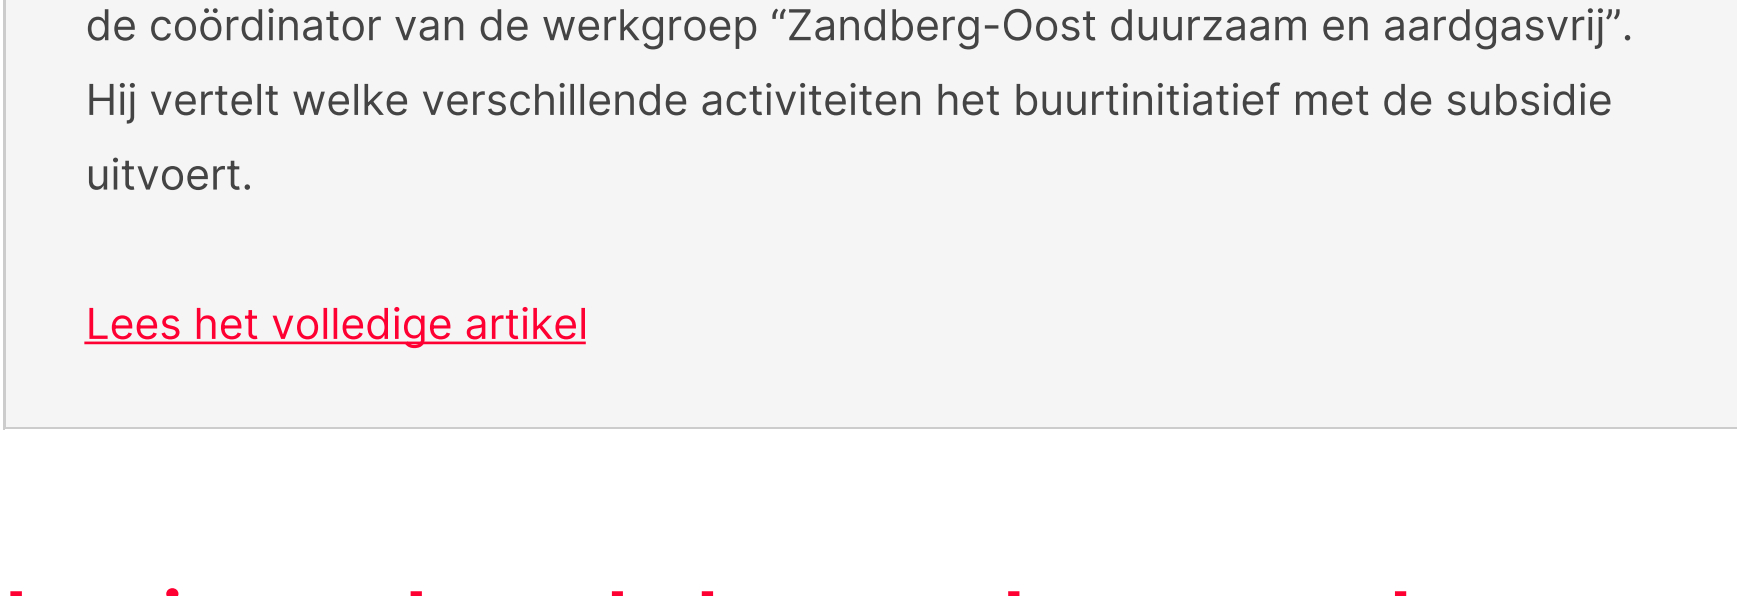 de coördinator van de werkgroep “Zandberg-Oost duurzaam en aardgasvrij”.
Hij vertelt welke verschillende activiteiten het buurtinitiatief met de subsidie
uitvoert.
Lees het volledige artikel